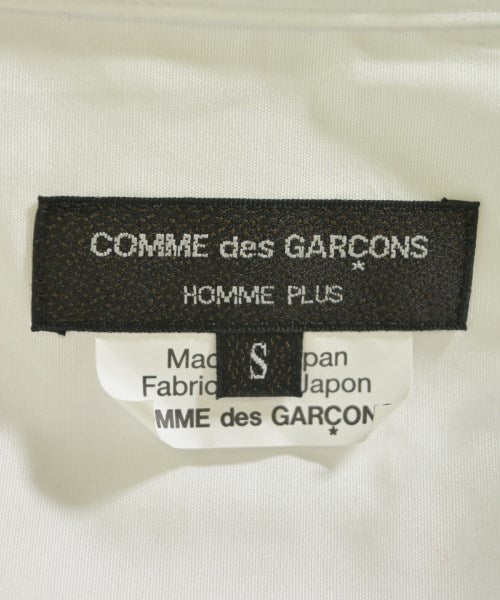 COMME des GARÇONS
HOMME PLUS
S
Mad pan
Fabric Japon
MME des GARÇON